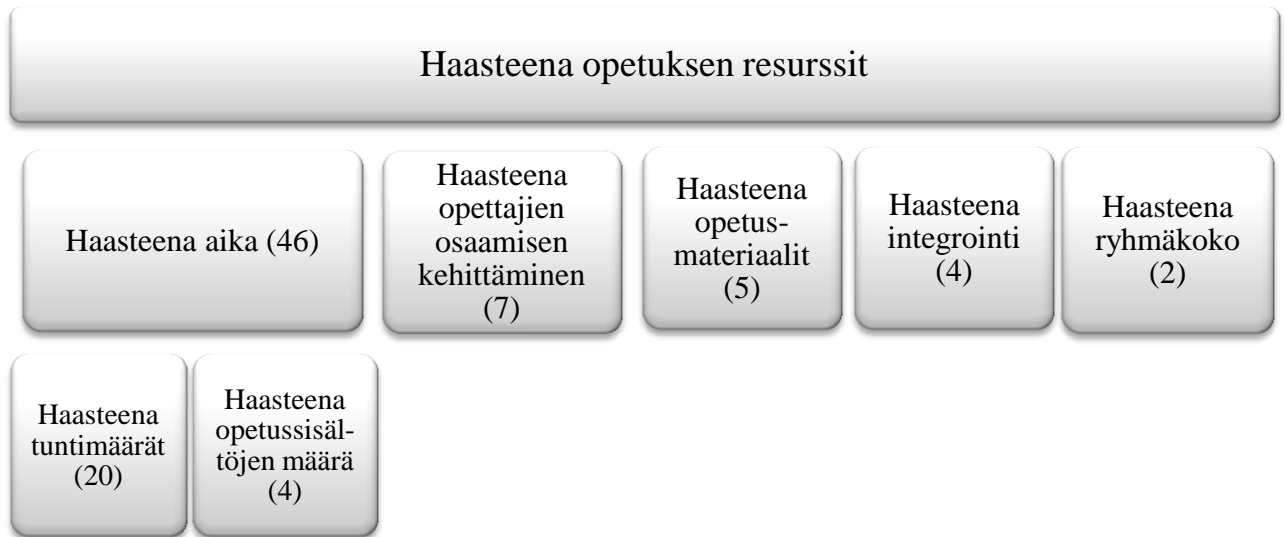 Haasteena opetuksen resurssit
Haasteena aika (46)
Haasteena
opettajien
osaamisen
kehittäminen
(7)
Haasteena
opetus-
materiaalit
(5)
Haasteena
integrointi
(4)
Haasteena
ryhmäkoko
(2)
Haasteena
tuntimäärät
(20)
Haasteena
opetussisäl-
töjen määrä
(4)